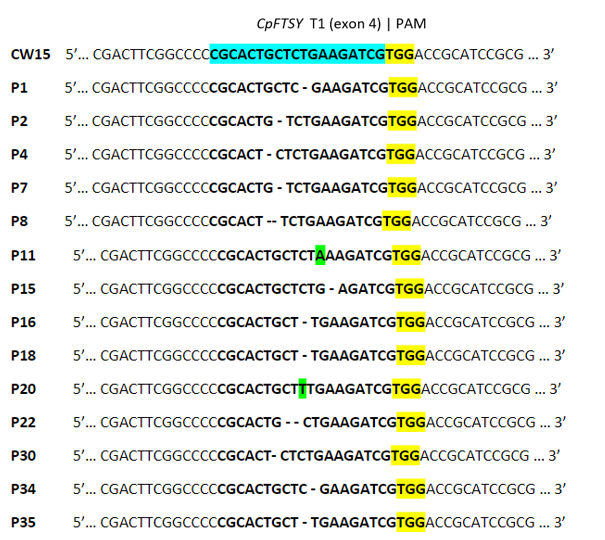 CpFTSY T1 (exon 4) | PAM
CW15 5’... CGACTTCGGCCCCCGCACTGCTCTGAAGATCGTGGACCGCATCCGCG ... 3’
P1 5’... CGACTTCGGCCCCCGCACTGCTC - GAAGATCGTGGACCGCATCCGCG ... 3’
P2 5’... CGACTTCGGCCCCCGCACTG - TCTGAAGATCGTGGACCGCATCCGCG ... 3’
P4 5’... CGACTTCGGCCCCCGCACT - CTCTGAAGATCGTGGACCGCATCCGCG ... 3’
P7 5’... CGACTTCGGCCCCCGCACTG - TCTGAAGATCGTGGACCGCATCCGCG ... 3’
P8 5’... CGACTTCGGCCCCCGCACT -- TCTGAAGATCGTGGACCGCATCCGCG ... 3’
P11 5’... CGACTTCGGCCCCCGCACTGCTCTAAAGATCGTGGACCGCATCCGCG ... 3’
P15 5’... CGACTTCGGCCCCCGCACTGCTCTG - AGATCGTGGACCGCATCCGCG ... 3’
P16 5’... CGACTTCGGCCCCCGCACTGCT - TGAAGATCGTGGACCGCATCCGCG ... 3’
P18 5’... CGACTTCGGCCCCCGCACTGCT - TGAAGATCGTGGACCGCATCCGCG ... 3’
P20 5’... CGACTTCGGCCCCCGCACTGCTTTGAAGATCGTGGACCGCATCCGCG ... 3’
P22 5’... CGACTTCGGCCCCCGCACTG - - CTGAAGATCGTGGACCGCATCCGCG ... 3’
P30 5’... CGACTTCGGCCCCCGCACT- CTCTGAAGATCGTGGACCGCATCCGCG ... 3’
P34 5’... CGACTTCGGCCCCCGCACTGCTC - GAAGATCGTGGACCGCATCCGCG ... 3’
P35 5’... CGACTTCGGCCCCCGCACTGCT - TGAAGATCGTGGACCGCATCCGCG ... 3’